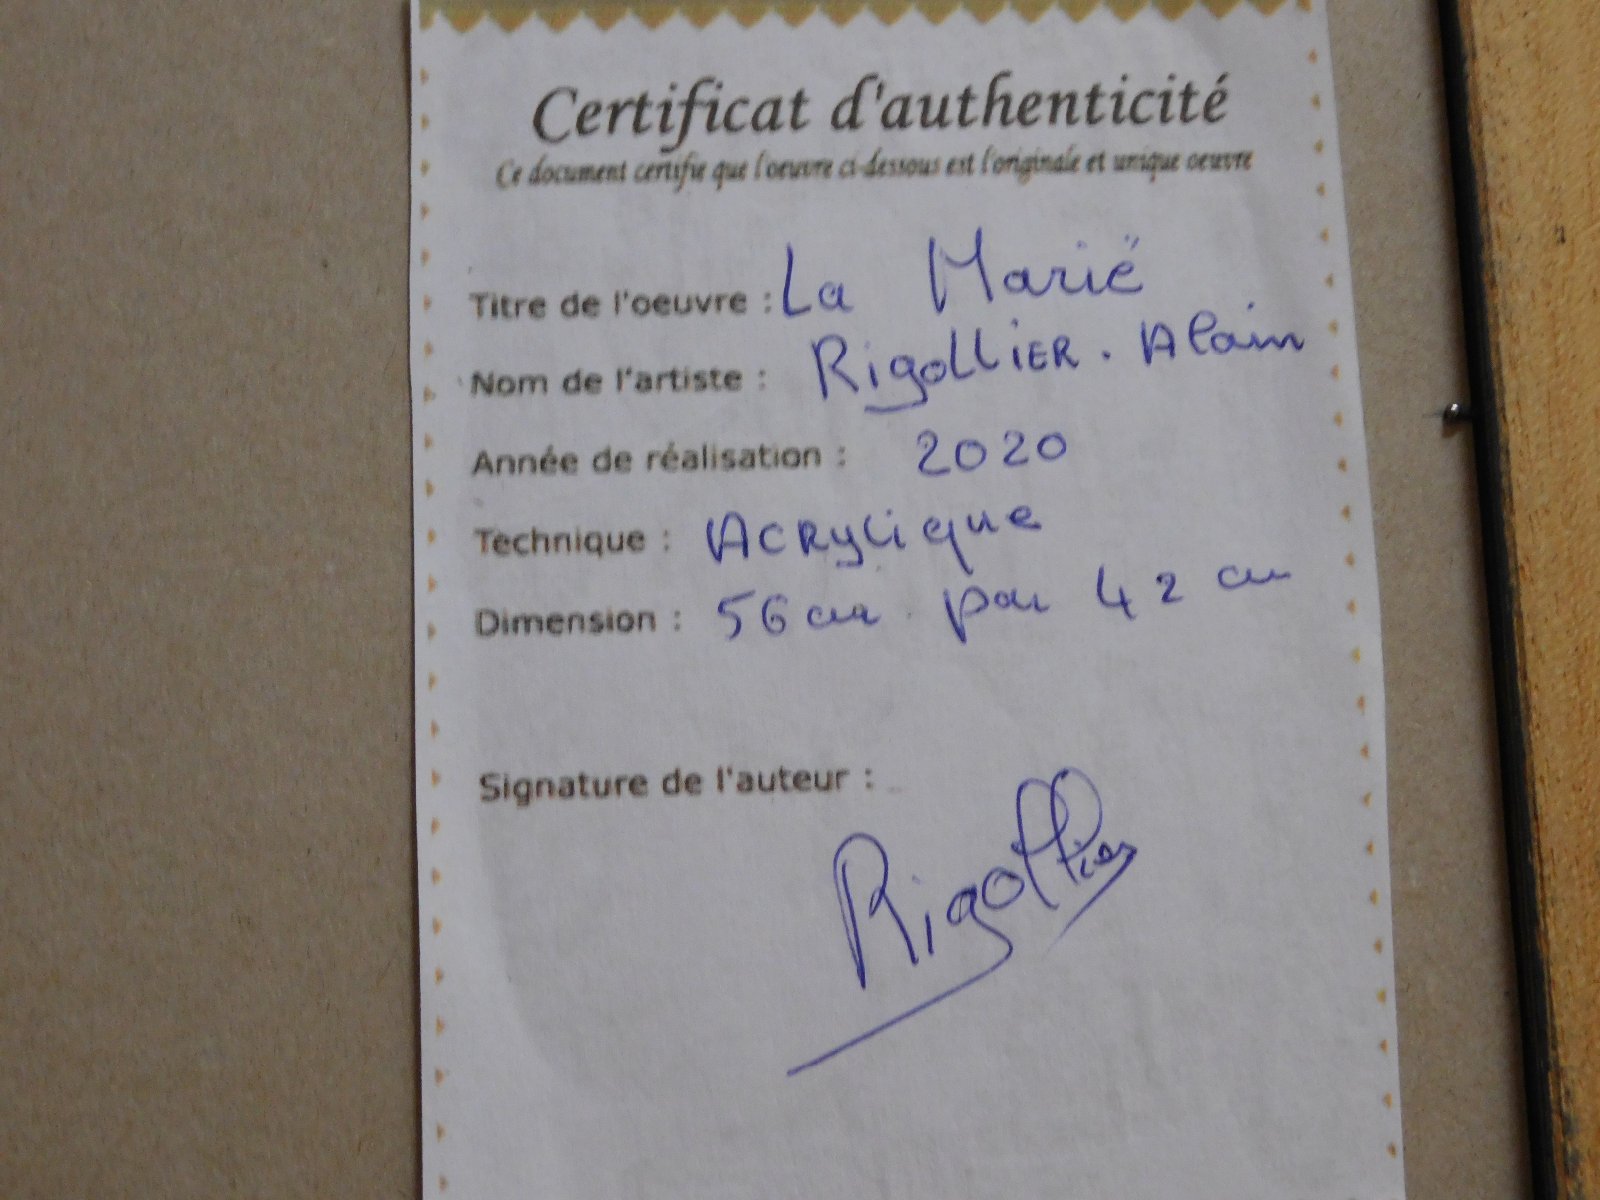 Certificat d'authenticité
Ce document certifie que l'oeuvre ci-dessous est l'originale et unique oeuvre
Titre de l'oeuvre : La Marië
Nom de l'artiste : RigoLLiER . Alain
Année de réalisation : 2020
Technique : Acrylique
Dimension : 56 cm par 42 cm
Signature de l'auteur :
Rigollier